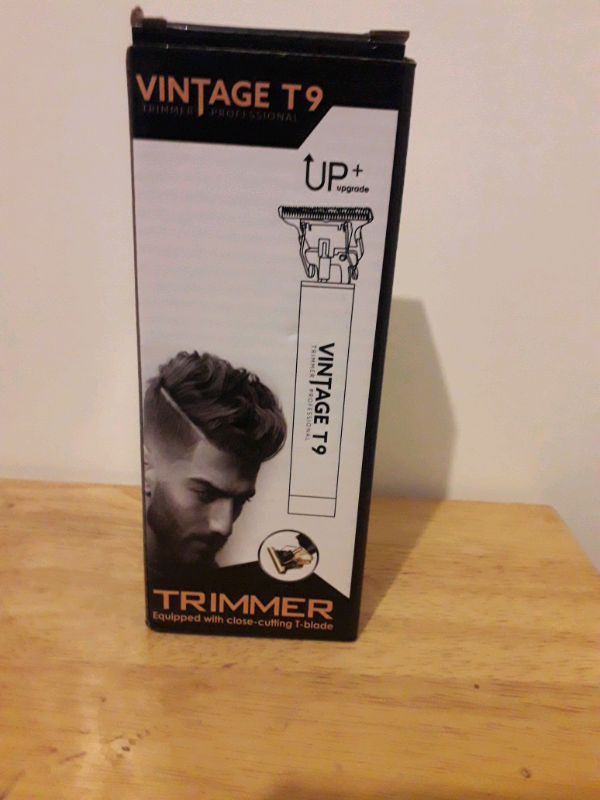 VINTAGE T9
TRIMMER PROFESSIONAL
UP+
upgrade
VINTAGE T9
TRIMMER PROFESSIONAL
TRIMMER
Equipped with close-cutting T-blade